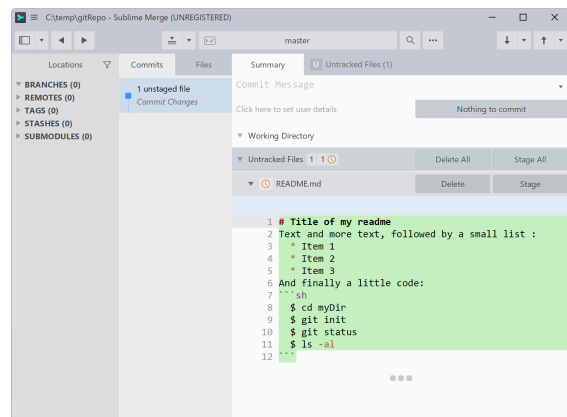 C:\temp\gitRepo - Sublime Merge (UNREGISTERED)
master
Locations
Commits
Files
Summary
U Untracked Files (1)
BRANCHES (0)
REMOTES (0)
TAGS (0)
STASHES (0)
SUBMODULES (0)
1 unstaged file
Commit Changes
Commit Message
Click here to set user details
Nothing to commit
Working Directory
Untracked Files 1 1
Delete All
Stage All
README.md
Delete
Stage
1 # Title of my readme
2 Text and more text, followed by a small list :
3 * Item 1
4 * Item 2
5 * Item 3
6 And finally a little code:
7 ```sh
8 $ cd myDir
9 $ git init
10 $ git status
11 $ ls -al
12 ```